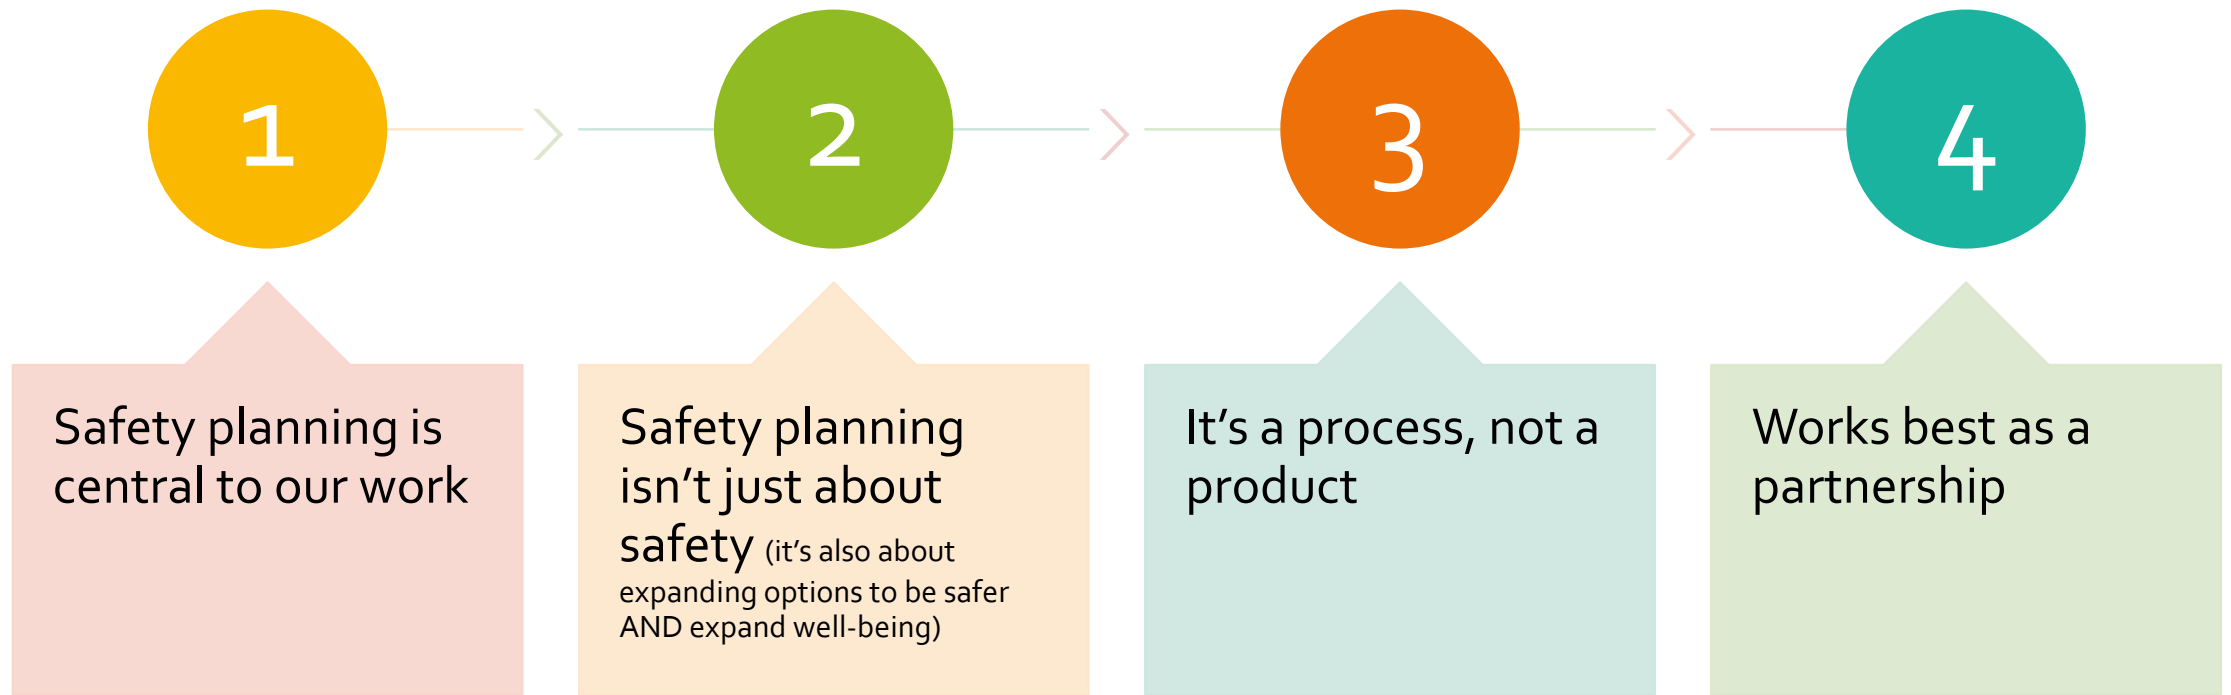 1
2
3
4
Safety planning is
central to our work
Safety planning
isn’t just about
safety (it’s also about
expanding options to be safer
AND expand well-being)
It’s a process, not a
product
Works best as a
partnership